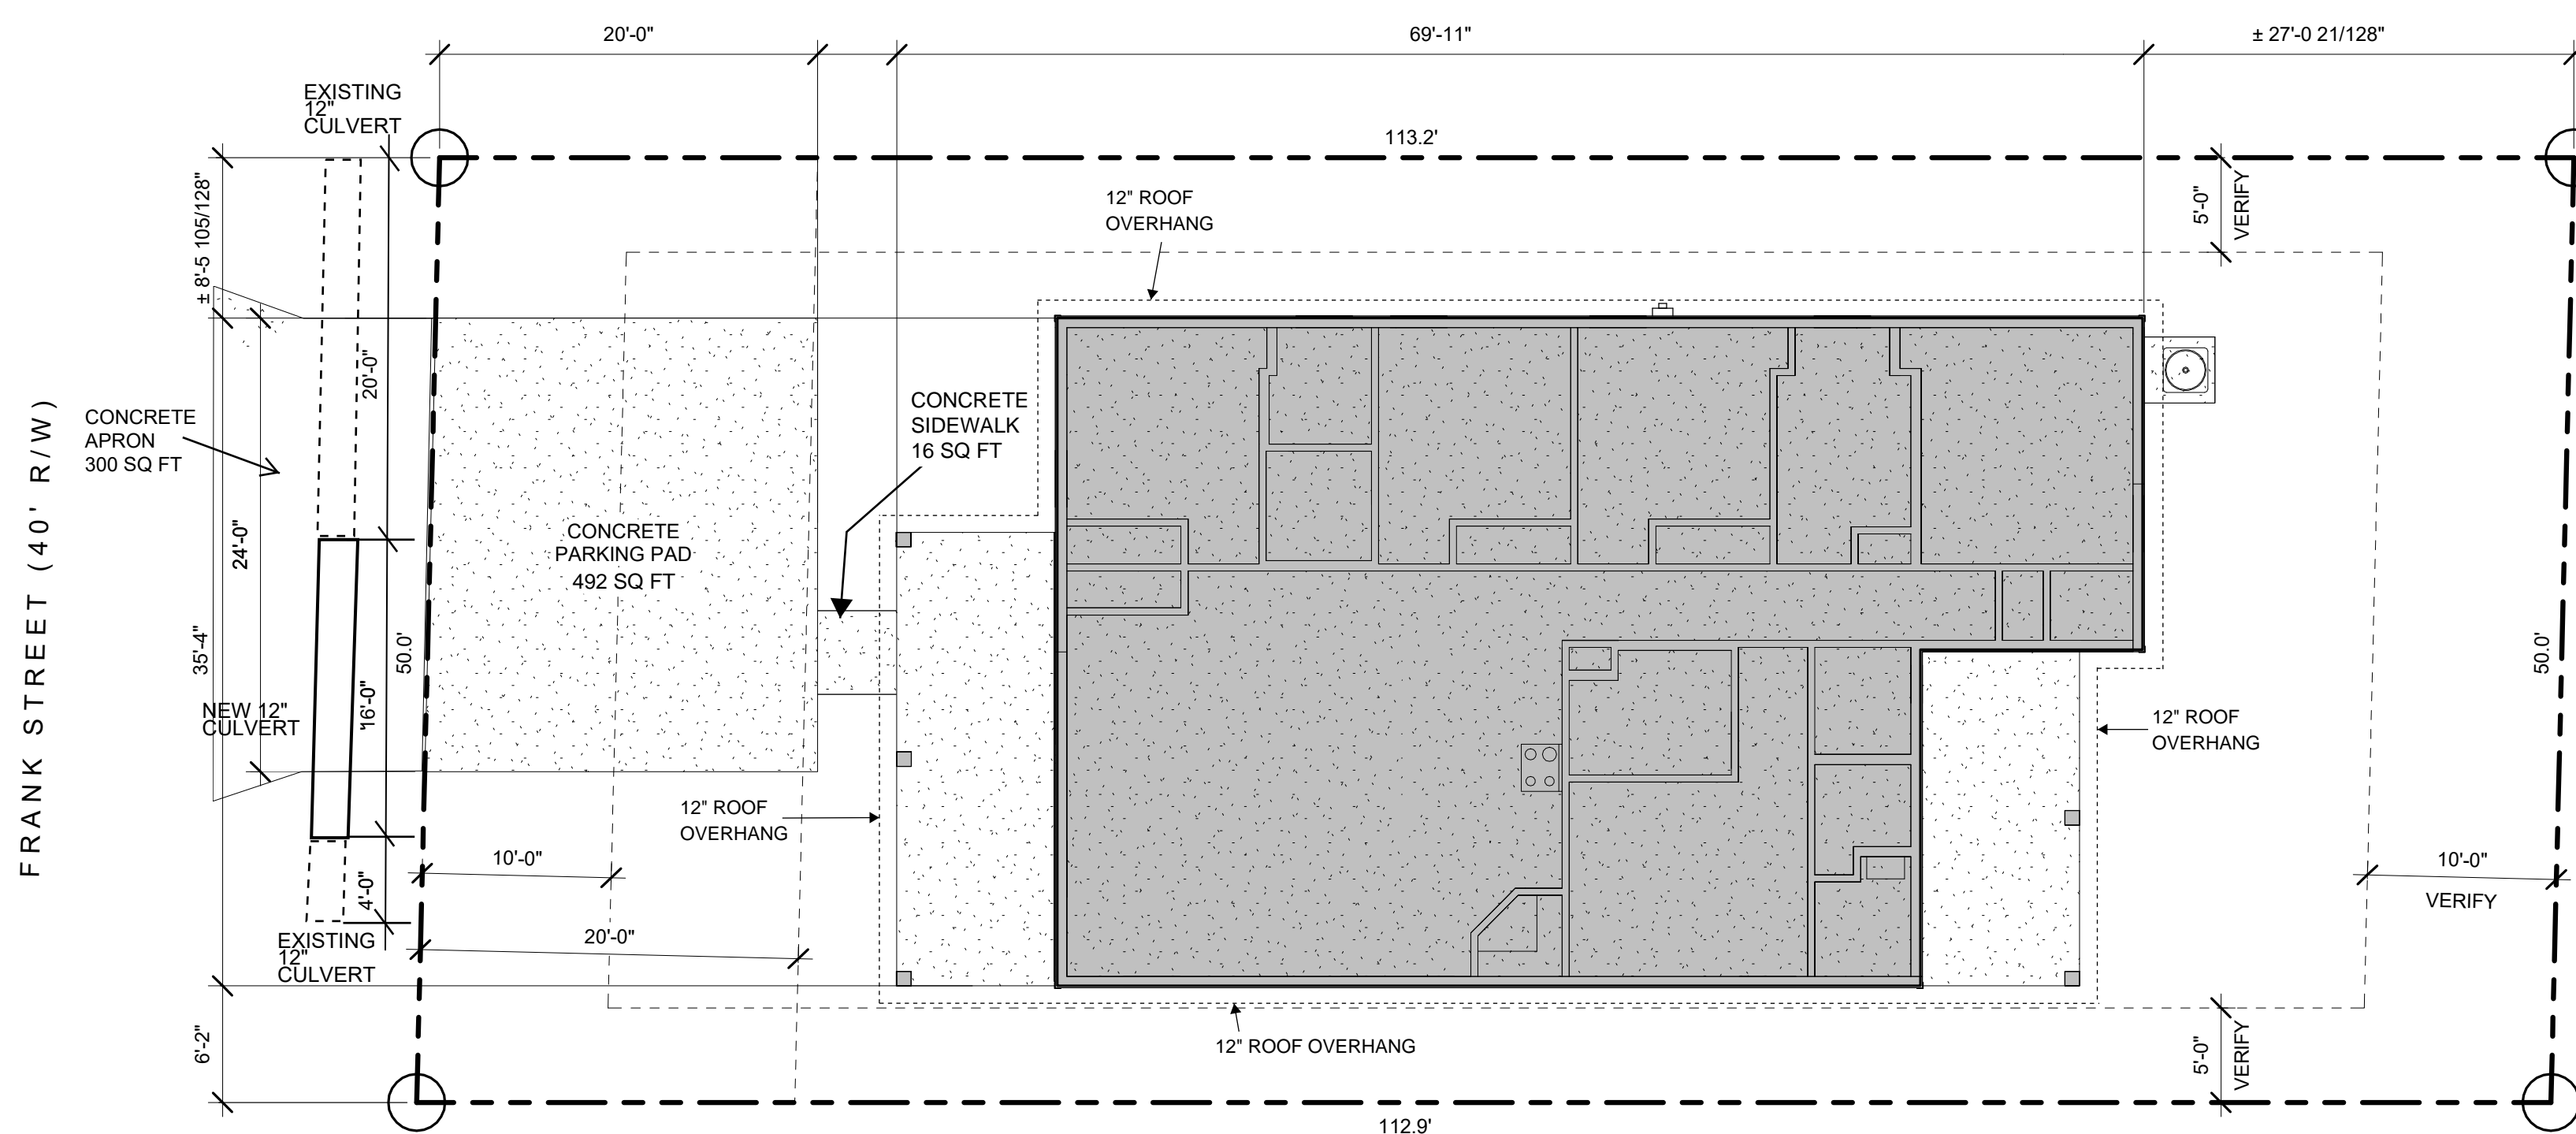 20'-0"
69'-11"
± 27'-0 21/128"
EXISTING
12"
CULVERT
113.2'
± 8'-5 105/128"
5'-0"
VERIFY
12" ROOF
OVERHANG
20'-0"
CONCRETE
APRON
300 SQ FT
CONCRETE
SIDEWALK
16 SQ FT
FRANK STREET (40' R/W)
24'-0"
CONCRETE
PARKING PAD
492 SQ FT
35'-4"
50.0'
50.0'
16'-0"
NEW 12"
CULVERT
12" ROOF
OVERHANG
12" ROOF
OVERHANG
10'-0"
10'-0"
VERIFY
4'-0"
20'-0"
EXISTING
12"
CULVERT
6'-2"
12" ROOF OVERHANG
5'-0"
VERIFY
112.9'